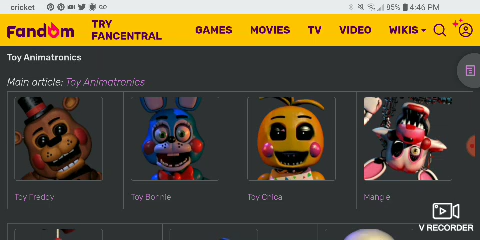 cricket 85% 4:46 PM
Fandom TRY FANCENTRAL GAMES MOVIES TV VIDEO WIKIS
Toy Animatronics
Main article: Toy Animatronics
Toy Freddy Toy Bonnie Toy Chica Mangle
V RECORDER